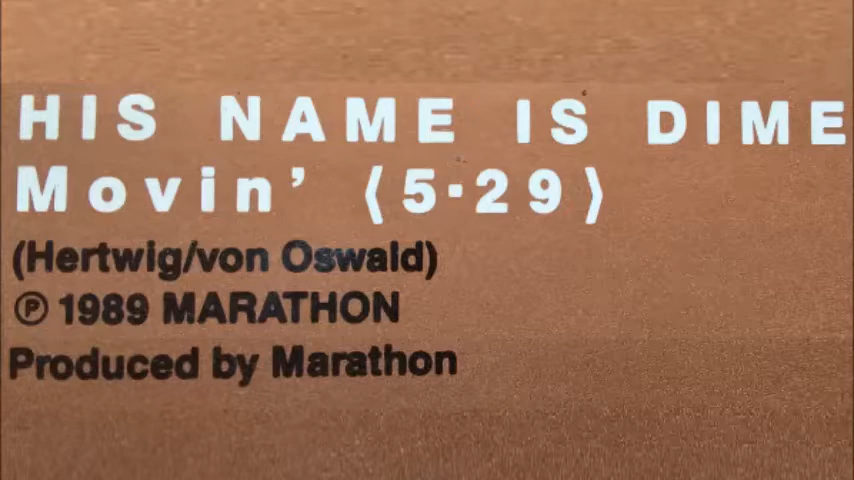 HIS NAME IS DIME
Movin' (5·29)
(Hertwig/von Oswald)
℗ 1989 MARATHON
Produced by Marathon